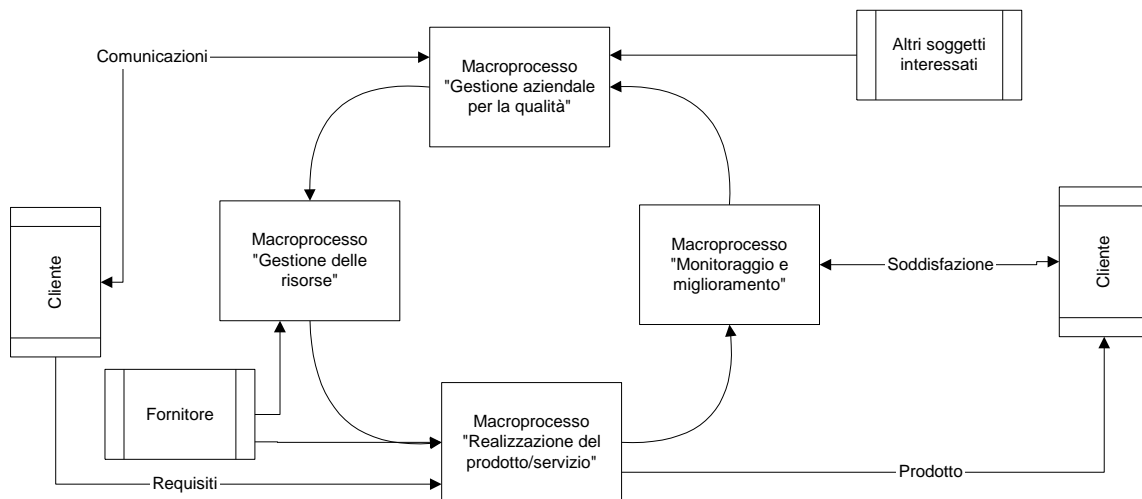 Comunicazioni
Macroprocesso
"Gestione aziendale
per la qualità"
Altri soggetti
interessati
Cliente
Macroprocesso
"Gestione delle
risorse"
Macroprocesso
"Monitoraggio e
miglioramento"
Soddisfazione
Cliente
Fornitore
Macroprocesso
"Realizzazione del
prodotto/servizio"
Requisiti
Prodotto